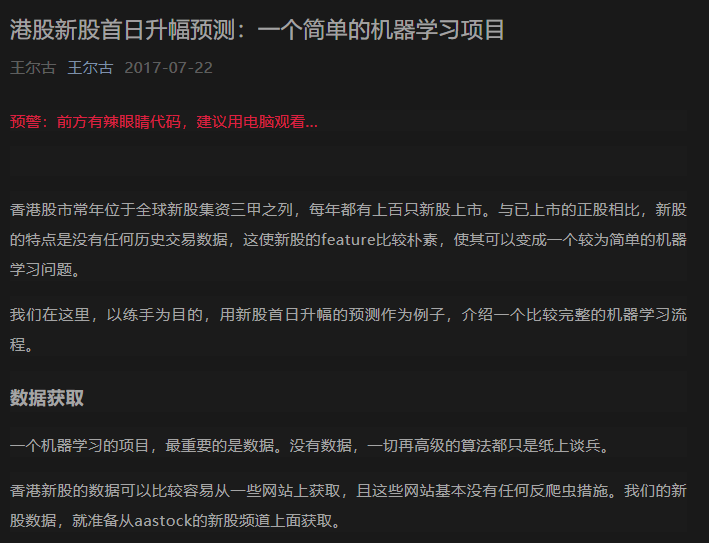 港股新股首日升幅预测：一个简单的机器学习项目
王尔古 王尔古 2017-07-22
预警：前方有辣眼睛代码，建议用电脑观看...
香港股市常年位于全球新股集资三甲之列，每年都有上百只新股上市。与已上市的正股相比，新股
的特点是没有任何历史交易数据，这使新股的feature比较朴素，使其可以变成一个较为简单的机器
学习问题。
我们在这里，以练手为目的，用新股首日升幅的预测作为例子，介绍一个比较完整的机器学习流
程。
数据获取
一个机器学习的项目，最重要的是数据。没有数据，一切再高级的算法都只是纸上谈兵。
香港新股的数据可以比较容易从一些网站上获取，且这些网站基本没有任何反爬虫措施。我们的新
股数据，就准备从aastock的新股频道上面获取。